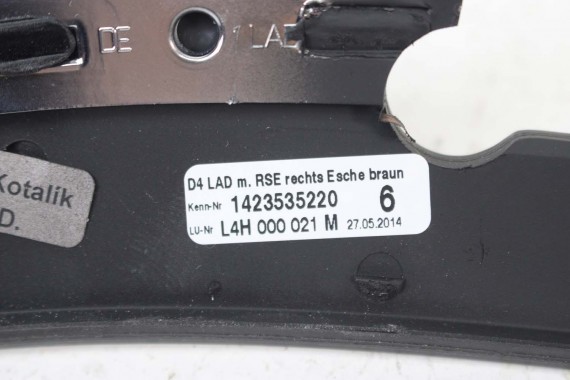 DE 1 LAD
Kotalik
D.
D4 LAD m. RSE rechts Esche braun
Kenn-Nr 1423535220 6
LU-Nr L4H 000 021 M 27.05.2014